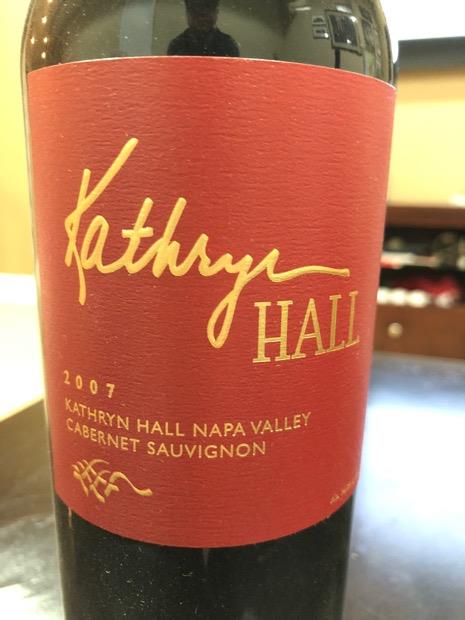 Kathryn
HALL
2007
KATHRYN HALL NAPA VALLEY
CABERNET SAUVIGNON